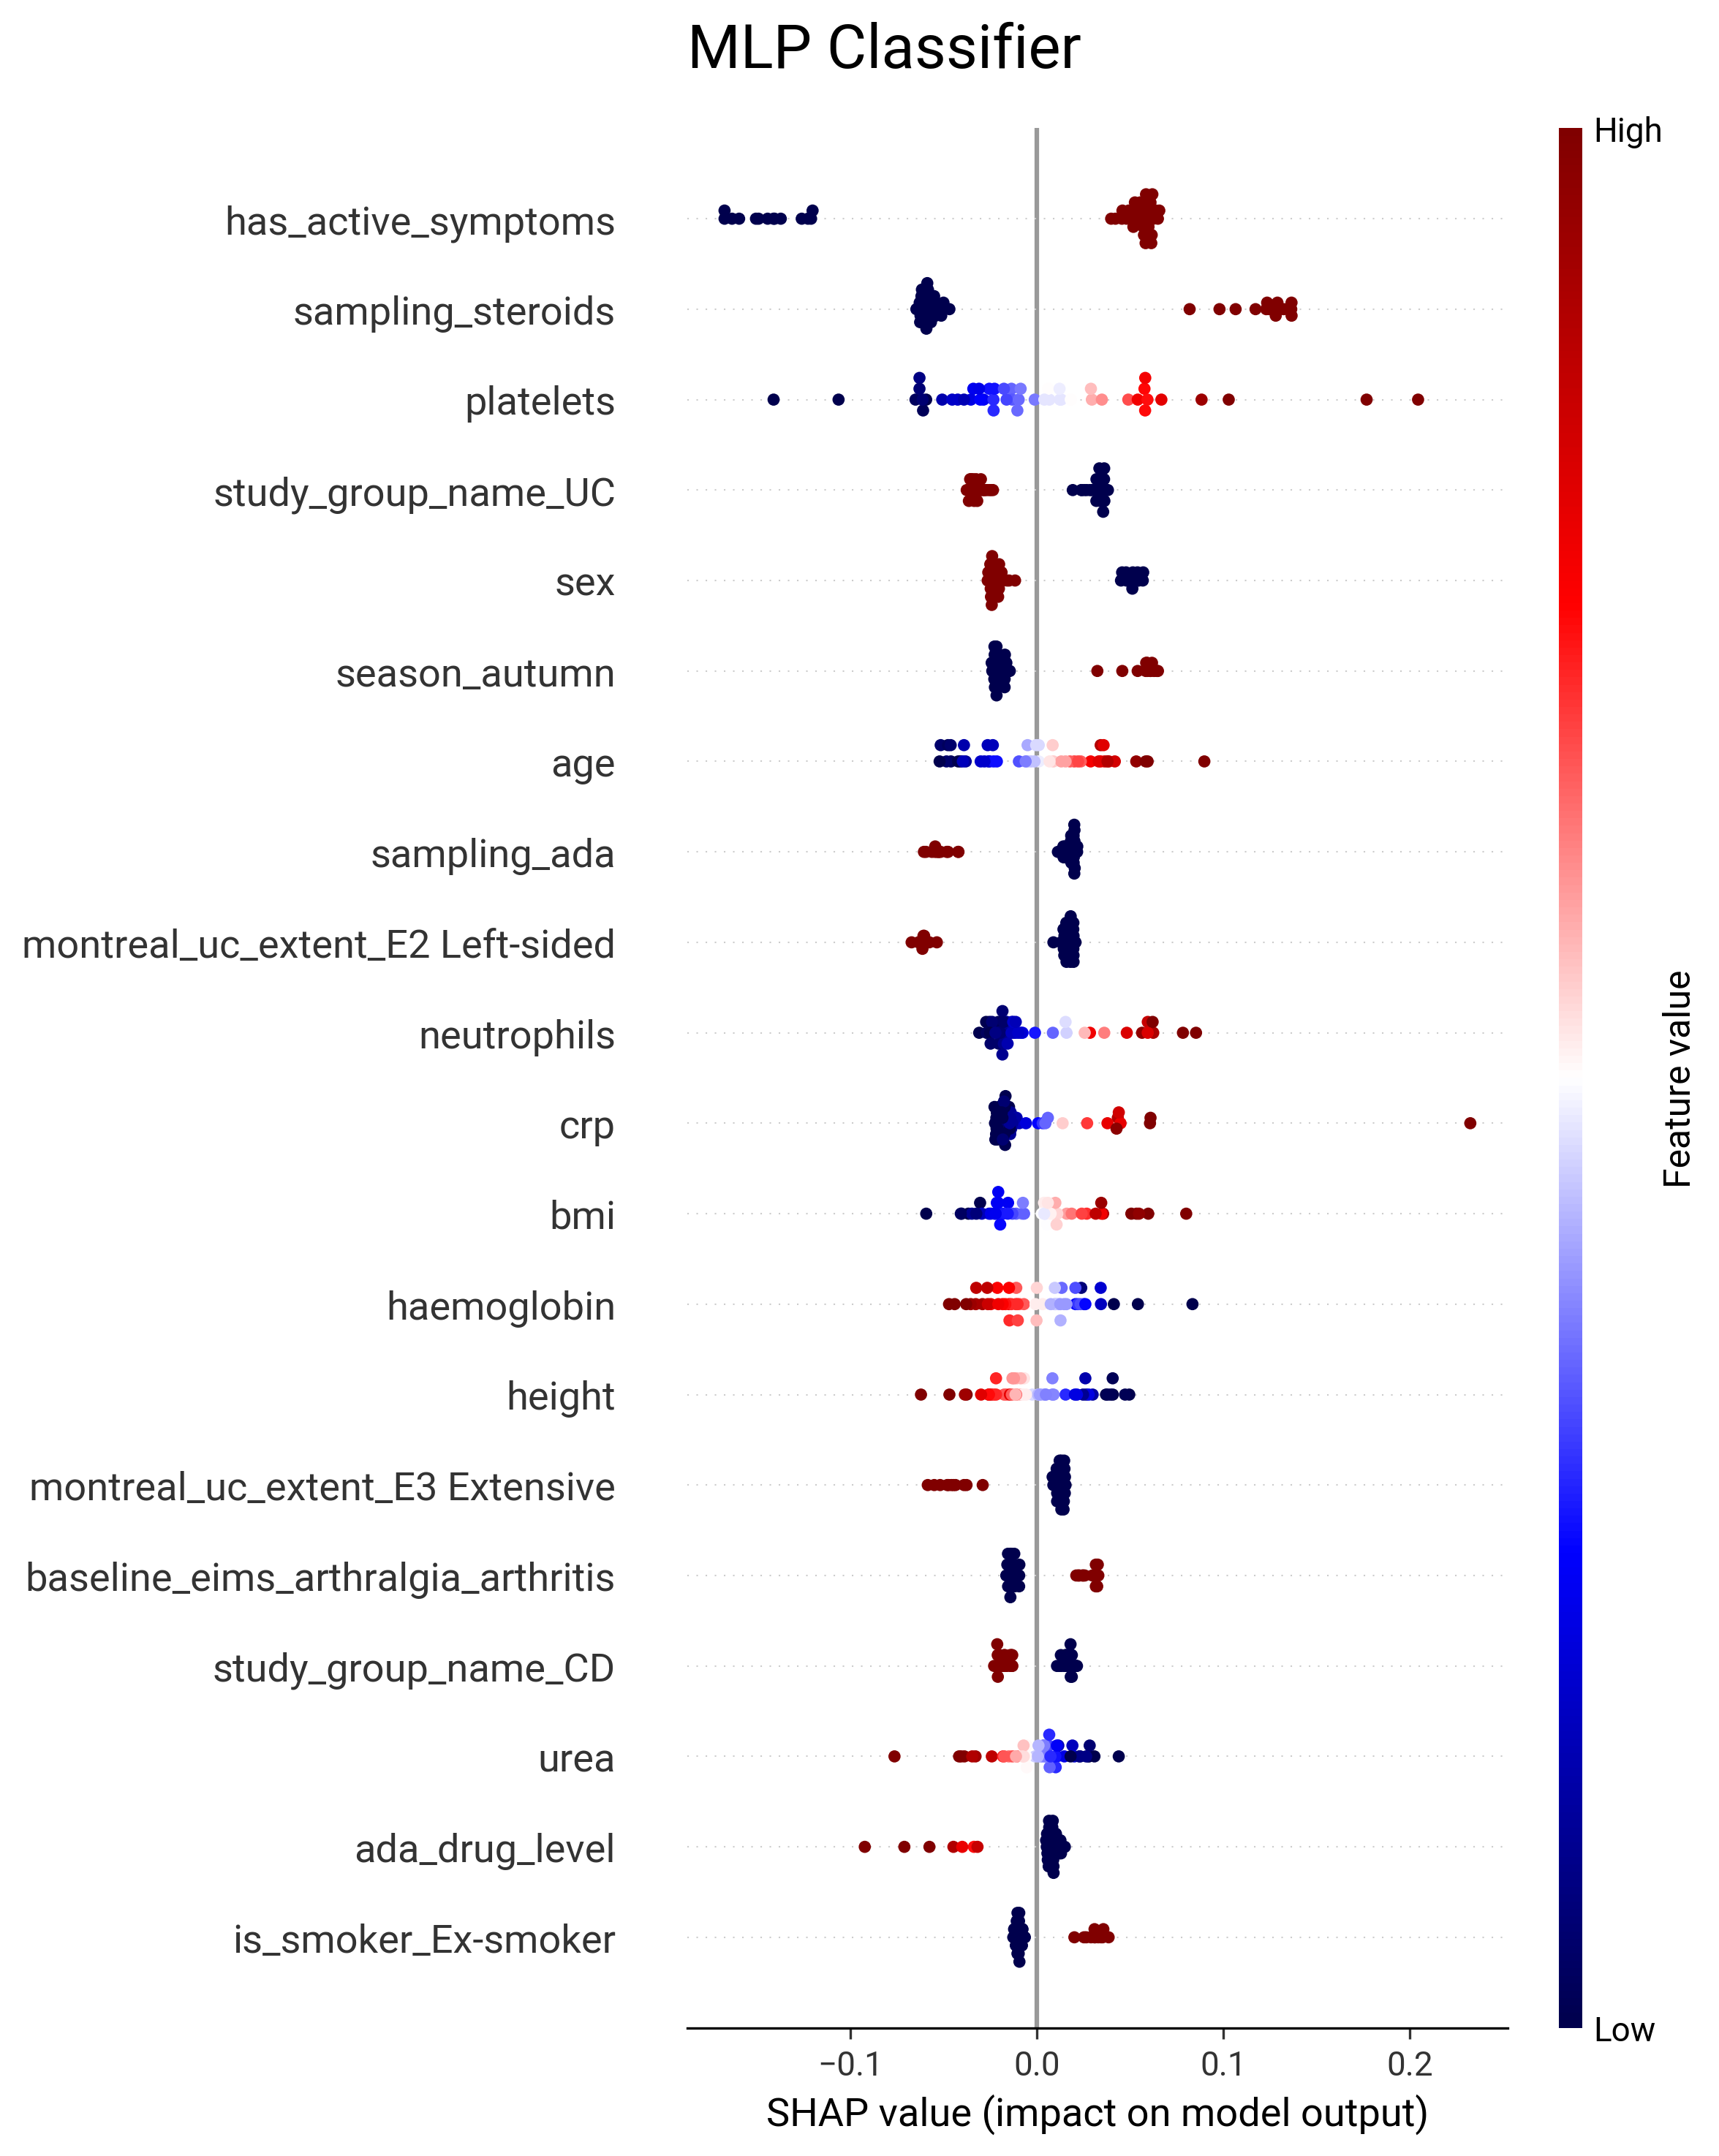 MLP Classifier
High
has_active_symptoms
sampling_steroids
platelets
study_group_name_UC
sex
season_autumn
age
sampling_ada
montreal_uc_extent_E2 Left-sided
neutrophils
crp
bmi
haemoglobin
height
montreal_uc_extent_E3 Extensive
baseline_eims_arthralgia_arthritis
study_group_name_CD
urea
ada_drug_level
is_smoker_Ex-smoker
Feature value
Low
−0.1 0.0 0.1 0.2
SHAP value (impact on model output)